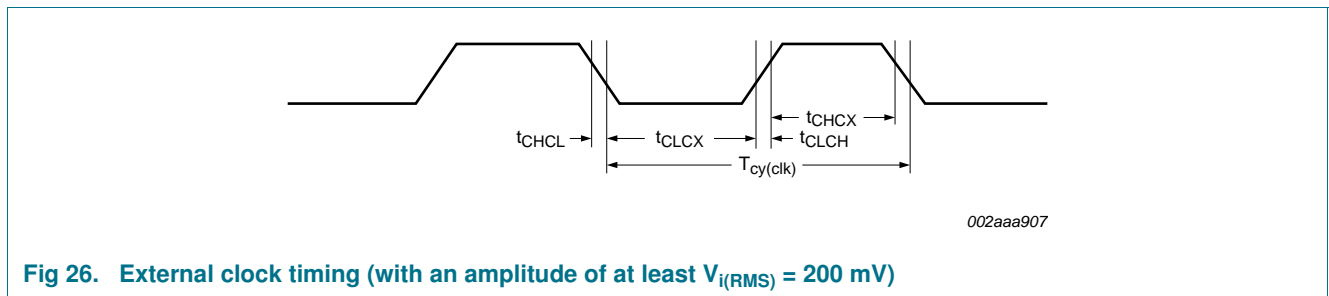 tCHCX
tCHCL tCLCX tCLCH
Tcy(clk)
002aaa907
Fig 26. External clock timing (with an amplitude of at least Vi(RMS) = 200 mV)